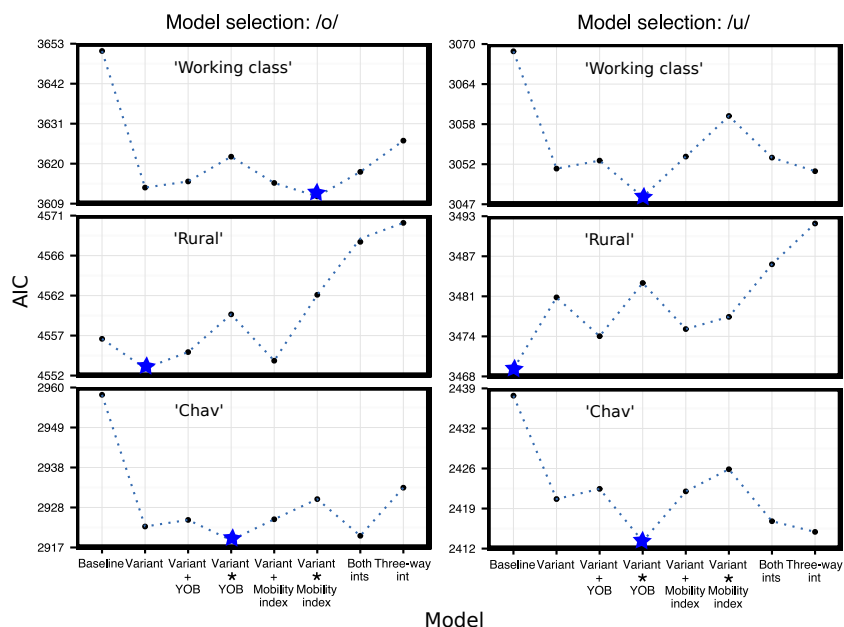 Model selection: /o/
Model selection: /u/
AIC
3653
3642
3631
3620
3609
'Working class'
3070
3064
3058
3052
3047
'Working class'
4571
4566
4562
4557
4552
'Rural'
3493
3487
3481
3474
3468
'Rural'
2960
2949
2938
2928
2917
'Chav'
2439
2432
2426
2419
2412
'Chav'
Baseline Variant Variant Variant Variant Variant Both Three-way
+ * + * ints int
YOB YOB Mobility Mobility
index index
Baseline Variant Variant Variant Variant Variant Both Three-way
+ * + * ints int
YOB YOB Mobility Mobility
index index
Model